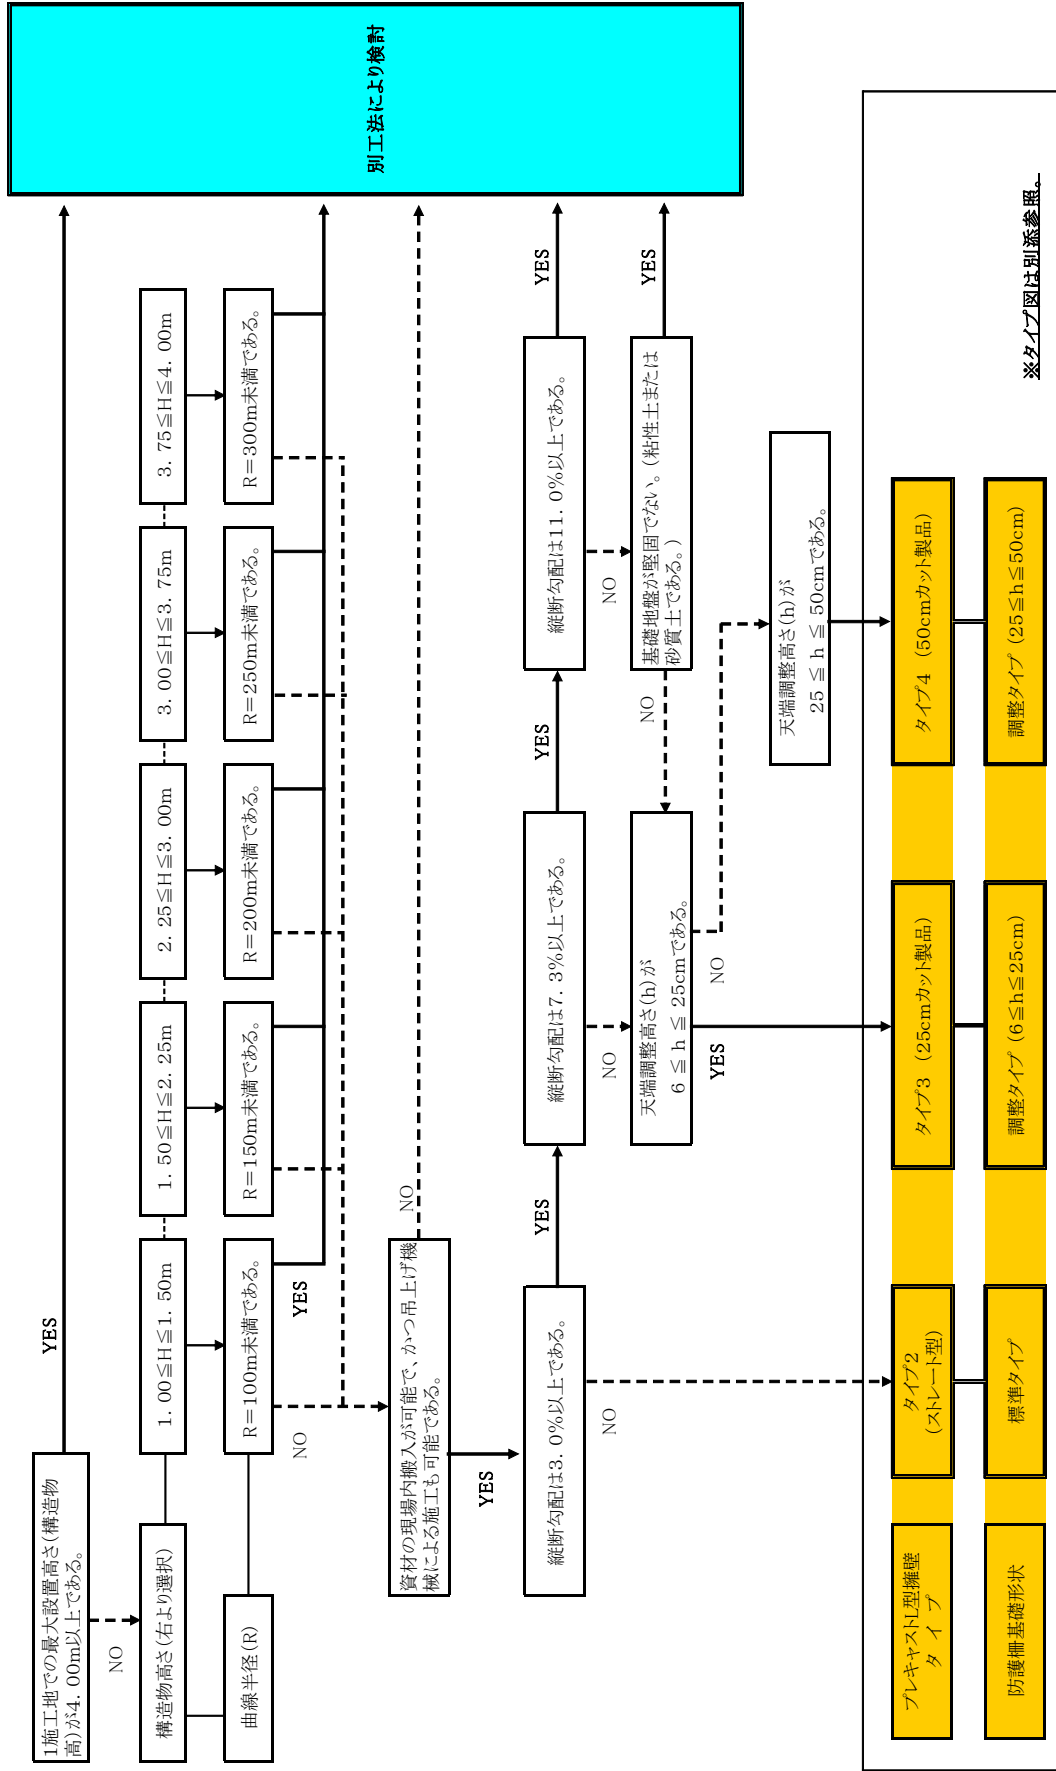 1施工地での最大設置高さ(構造物
高)が4．00m以上である。
YES
別工法により検討
NO
構造物高さ(右より選択)
1．00≦H≦1．50m
1．50≦H≦2．25m
2．25≦H≦3．00m
3．00≦H≦3．75m
3．75≦H≦4．00m
曲線半径(R)
R＝100m未満である。
R＝150m未満である。
R＝200m未満である。
R＝250m未満である。
R＝300m未満である。
NO
YES
資材の現場内搬入が可能で、かつ吊上げ機
械による施工も可能である。
NO
YES
縦断勾配は3．0%以上である。
YES
縦断勾配は7．3%以上である。
YES
縦断勾配は11．0%以上である。
YES
NO
NO
NO
天端調整高さ(h)が
6 ≦ h ≦ 25cmである。
NO
基礎地盤が堅固でない。(粘性土または
砂質土である。)
YES
YES
NO
天端調整高さ(h)が
25 ≦ h ≦ 50cmである。
プレキャストL型擁壁
タ イ プ
タイプ2
(ストレート型)
タイプ3 (25cmカット製品)
タイプ4 (50cmカット製品)
防護柵基礎形状
標準タイプ
調整タイプ (6≦h≦25cm)
調整タイプ (25≦h≦50cm)
※タイプ図は別添参照。